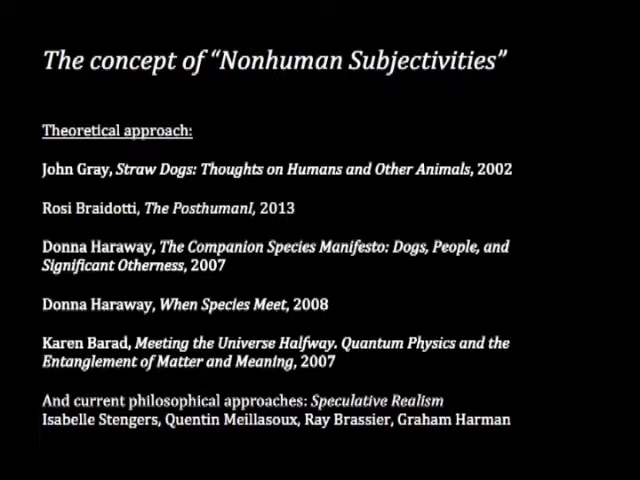 The concept of “Nonhuman Subjectivities”
Theoretical approach:
John Gray, Straw Dogs: Thoughts on Humans and Other Animals, 2002
Rosi Braidotti, The Posthumanl, 2013
Donna Haraway, The Companion Species Manifesto: Dogs, People, and
Significant Otherness, 2007
Donna Haraway, When Species Meet, 2008
Karen Barad, Meeting the Universe Halfway. Quantum Physics and the
Entanglement of Matter and Meaning, 2007
And current philosophical approaches: Speculative Realism
Isabelle Stengers, Quentin Meillasoux, Ray Brassier, Graham Harman